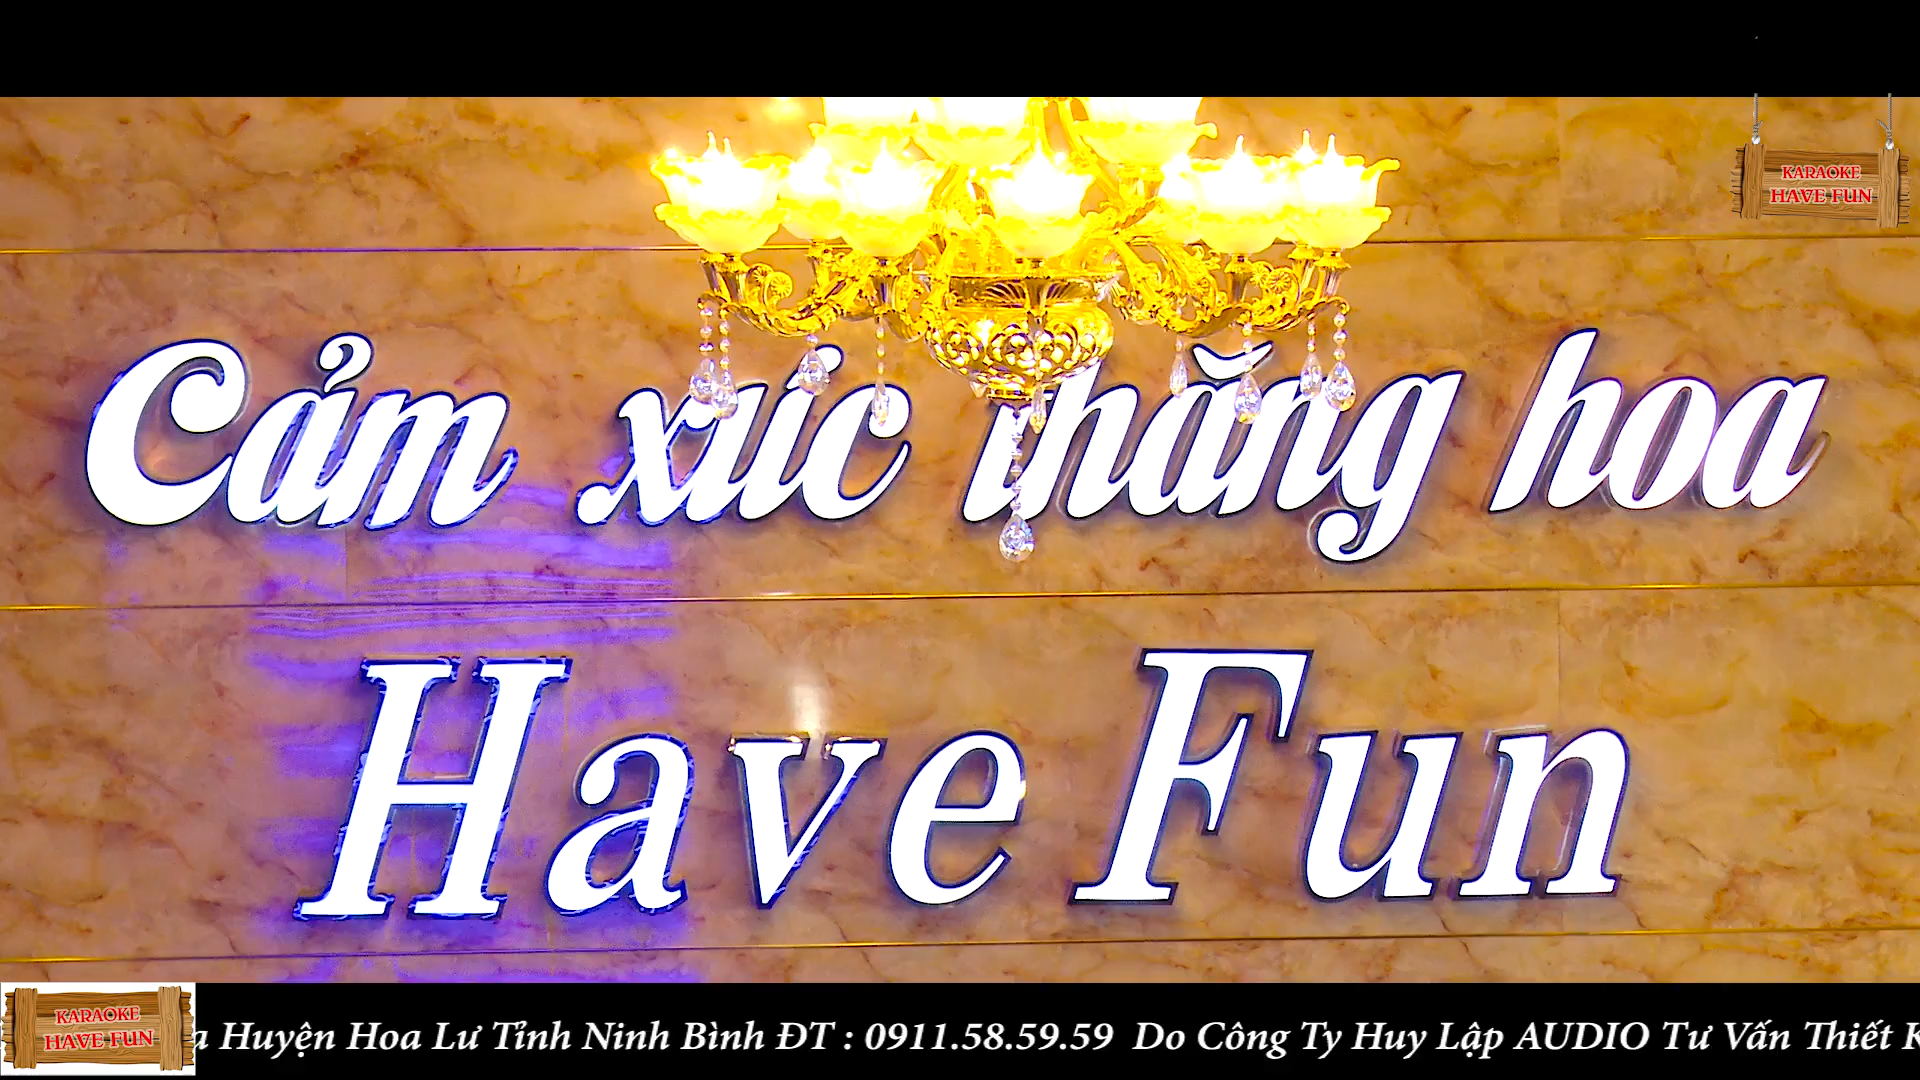 KARAOKE
HAVE FUN
Cảm xúc thăng hoa
Have Fun
KARAOKE
HAVE FUN
Huyện Hoa Lư Tỉnh Ninh Bình ĐT : 0911.58.59.59 Do Công Ty Huy Lập AUDIO Tư Vấn Thiết